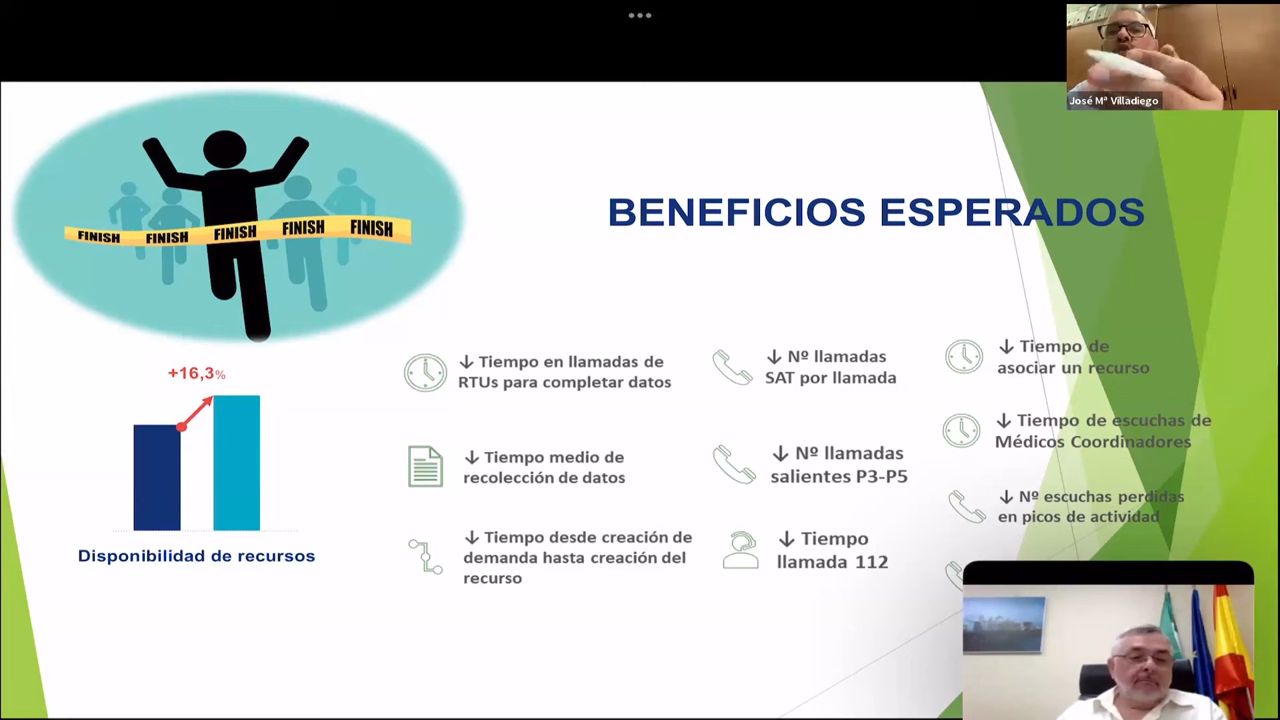 José Mª Villadiego
BENEFICIOS ESPERADOS
FINISH FINISH FINISH FINISH FINISH
+16,3%
Disponibilidad de recursos
↓ Tiempo en llamadas de
RTUs para completar datos
↓ Tiempo medio de
recolección de datos
↓ Tiempo desde creación de
demanda hasta creación del
recurso
↓ Nº llamadas
SAT por llamada
↓ Nº llamadas
salientes P3-P5
↓ Tiempo
llamada 112
↓ Tiempo de
asociar un recurso
↓ Tiempo de escuchas de
Médicos Coordinadores
↓ Nº escuchas perdidas
en picos de actividad